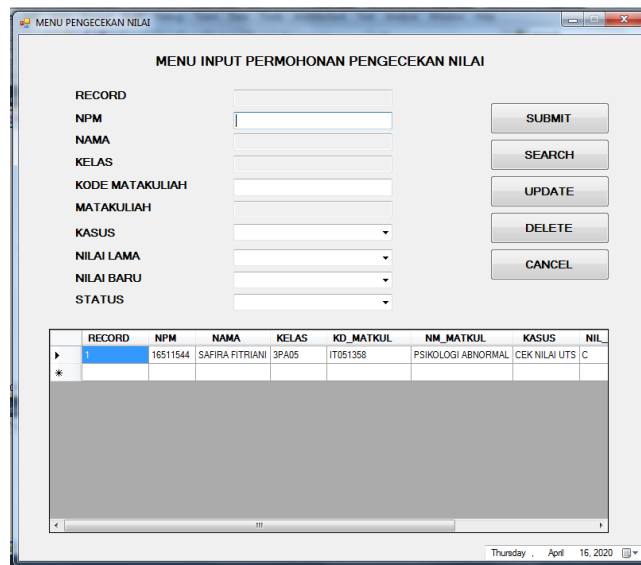 MENU PENGECEKAN NILAI
MENU INPUT PERMOHONAN PENGECEKAN NILAI
RECORD
NPM
SUBMIT
NAMA
SEARCH
KELAS
KODE MATAKULIAH
UPDATE
MATAKULIAH
KASUS
DELETE
NILAI LAMA
CANCEL
NILAI BARU
STATUS
RECORD NPM NAMA KELAS KD_MATKUL NM_MATKUL KASUS NIL_
1 16511544 SAFIRA FITRIANI 3PA05 IT051358 PSIKOLOGI ABNORMAL CEK NILAI UTS C
Thursday , April 16, 2020